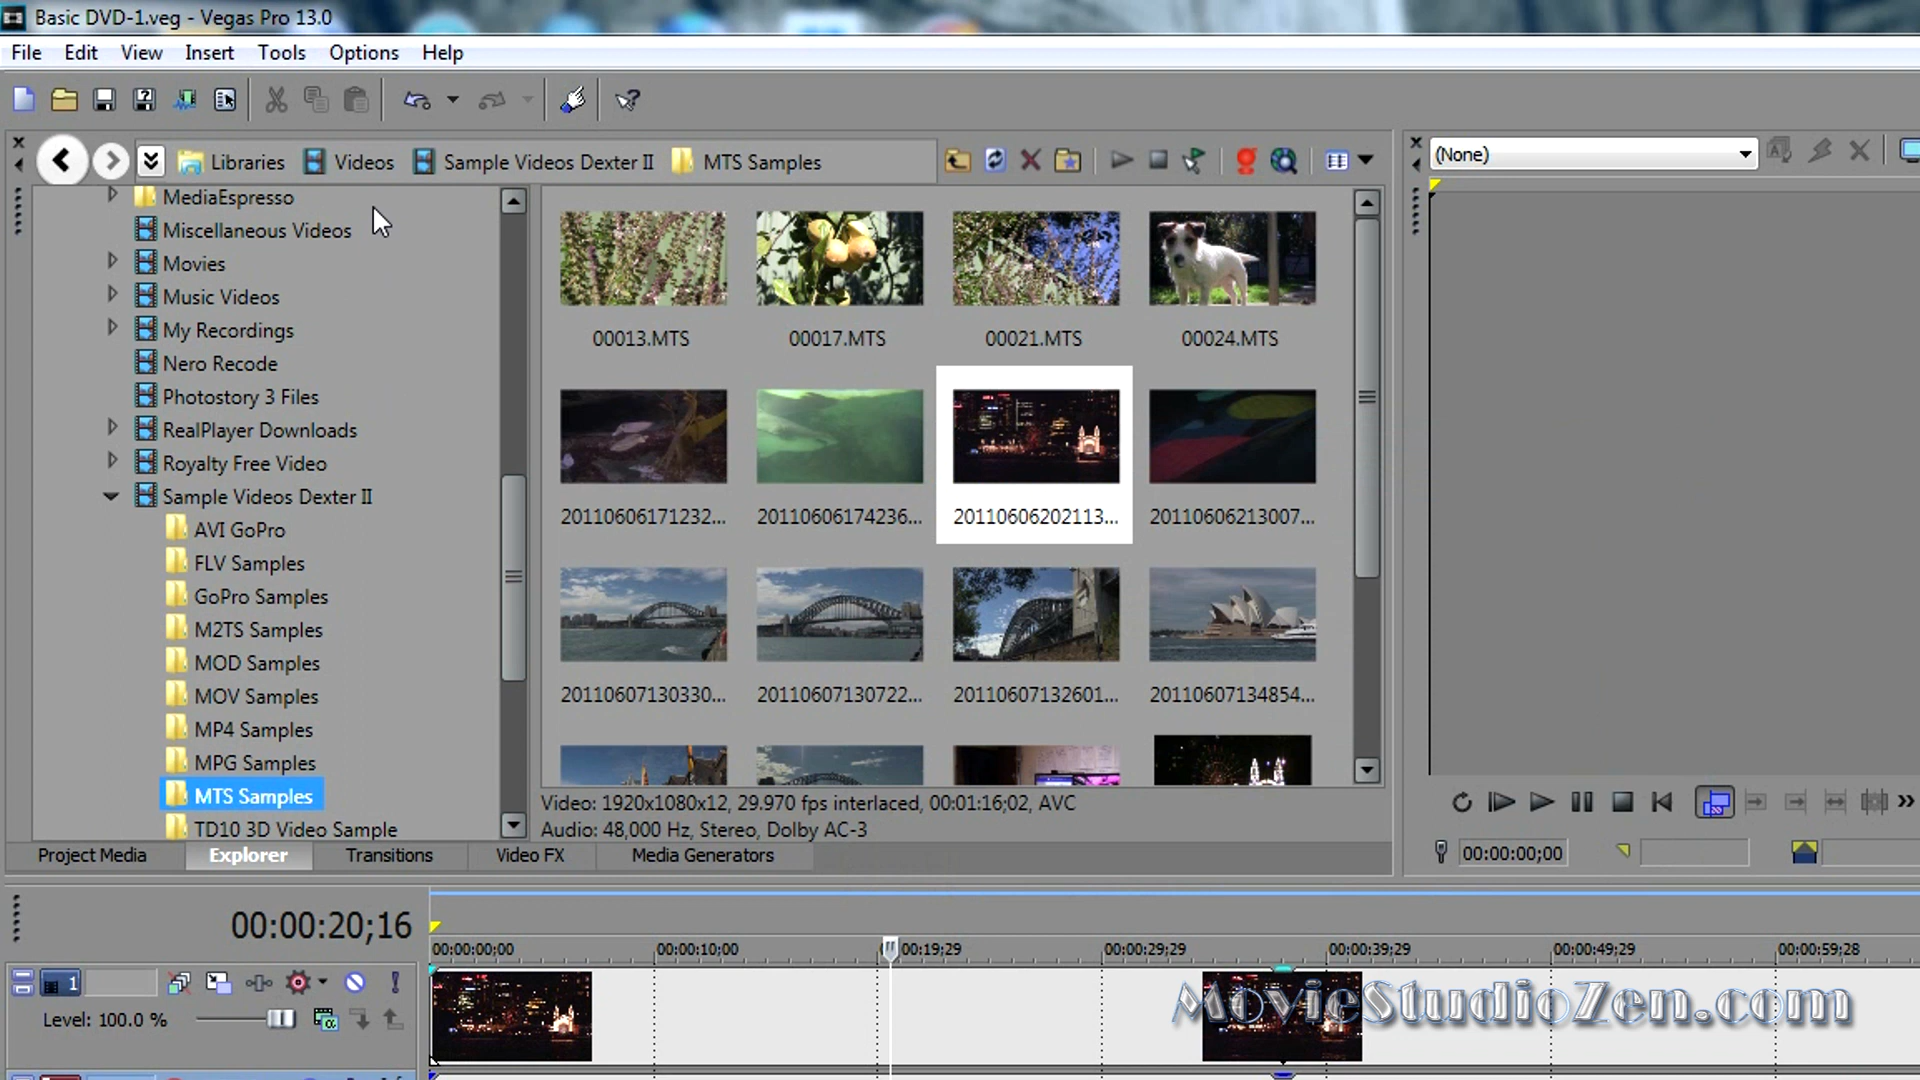 Basic DVD-1.veg - Vegas Pro 13.0
File Edit View Insert Tools Options Help
Libraries Videos Sample Videos Dexter II MTS Samples
(None)
MediaEspresso
Miscellaneous Videos
Movies
Music Videos
My Recordings
Nero Recode
Photostory 3 Files
RealPlayer Downloads
Royalty Free Video
Sample Videos Dexter II
AVI GoPro
FLV Samples
GoPro Samples
M2TS Samples
MOD Samples
MOV Samples
MP4 Samples
MPG Samples
MTS Samples
TD10 3D Video Sample
00013.MTS 00017.MTS 00021.MTS 00024.MTS
20110606171232... 20110606174236... 20110606202113... 20110606213007...
20110607130330... 20110607130722... 20110607132601... 20110607134854...
Video: 1920x1080x12, 29.970 fps interlaced, 00:01:16;02, AVC
Audio: 48,000 Hz, Stereo, Dolby AC-3
Project Media Explorer Transitions Video FX Media Generators
00:00:00;00
00:00:20;16
00:00:00;00 00:00:10;00 00:00:19;29 00:00:29;29 00:00:39;29 00:00:49;29 00:00:59;28
1
Level: 100.0 %
MovieStudioZen.com